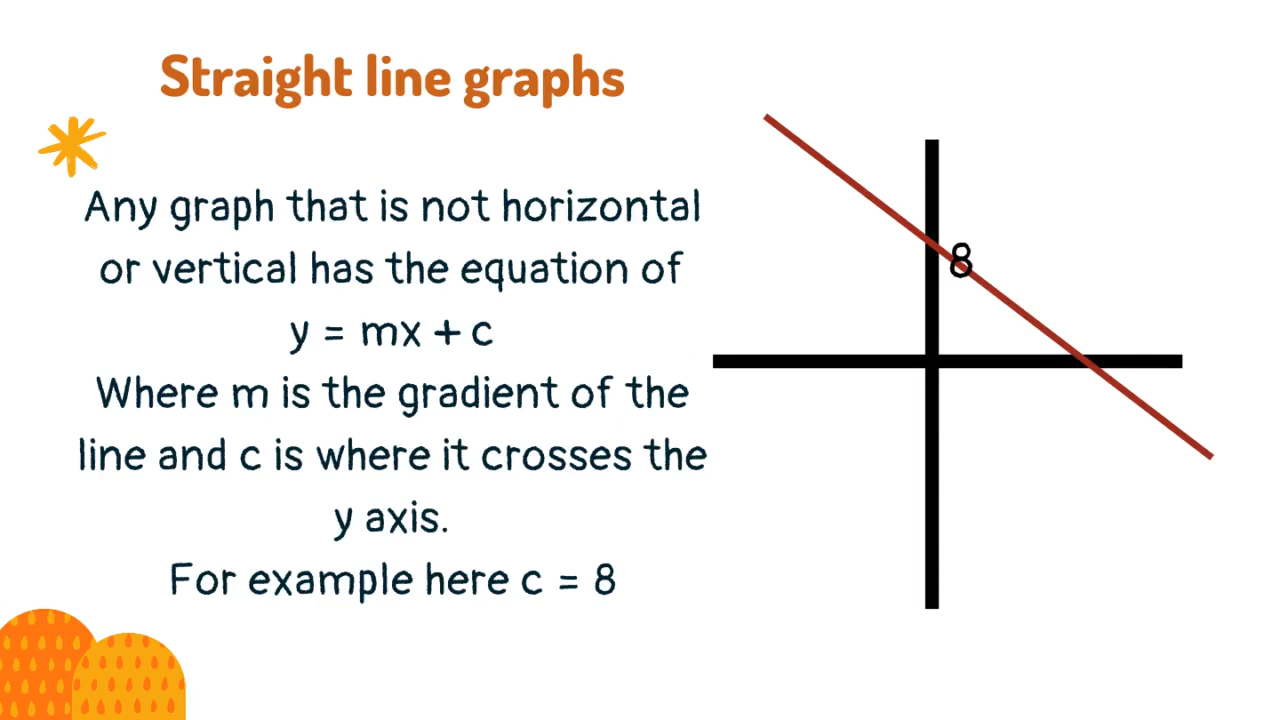 Straight line graphs
Any graph that is not horizontal
or vertical has the equation of
y = mx + c
Where m is the gradient of the
line and c is where it crosses the
y axis.
For example here c = 8
8